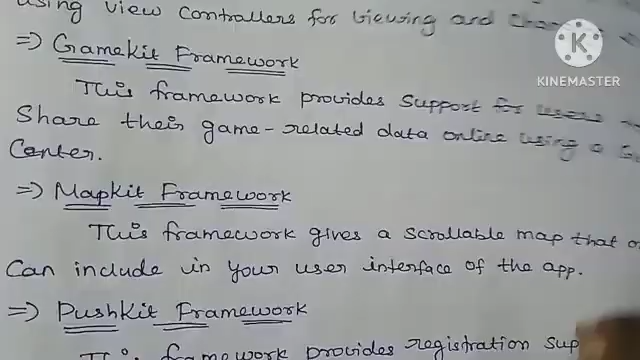 using view controllers for viewing and
⇒ Gamekit Framework
This framework provides support for users
Share their game-related data online using a
Center.
⇒ Mapkit Framework
This framework gives a scrollable map that
Can include in your user interface of the app.
⇒ Pushkit Framework
This framework provides registration
K
KINEMASTER